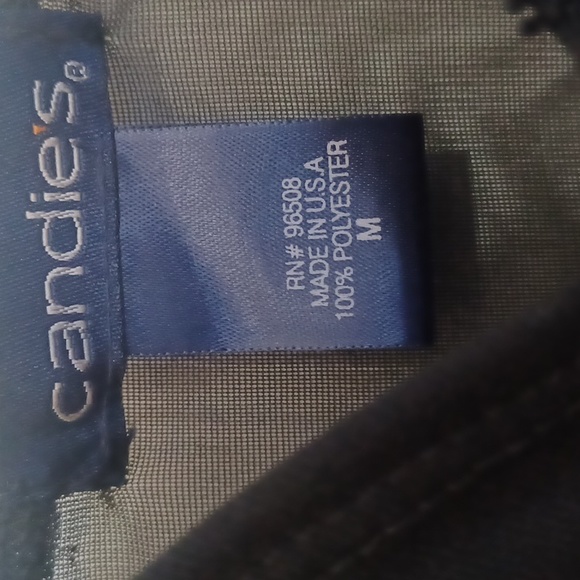 candie's®
RN# 96508
MADE IN U.S.A
100% POLYESTER
M